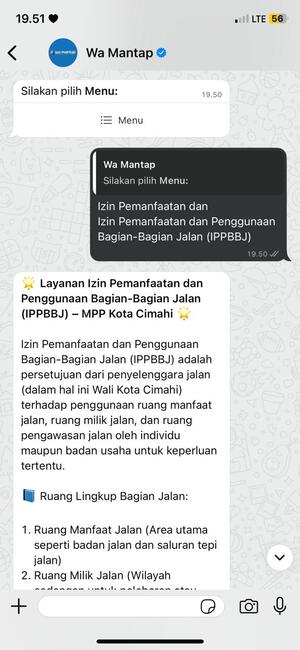 19.51
LTE 56
Wa Mantap
Silakan pilih Menu:
19.50
Menu
Wa Mantap
Silakan pilih Menu:
Izin Pemanfaatan dan
Izin Pemanfaatan dan Penggunaan
Bagian-Bagian Jalan (IPPBBJ)
19.50
🌟 Layanan Izin Pemanfaatan dan
Penggunaan Bagian-Bagian Jalan
(IPPBBJ) – MPP Kota Cimahi 🌟
Izin Pemanfaatan dan Penggunaan
Bagian-Bagian Jalan (IPPBBJ) adalah
persetujuan dari penyelenggara jalan
(dalam hal ini Wali Kota Cimahi)
terhadap penggunaan ruang manfaat
jalan, ruang milik jalan, dan ruang
pengawasan jalan oleh individu
maupun badan usaha untuk keperluan
tertentu.
📘 Ruang Lingkup Bagian Jalan:
1. Ruang Manfaat Jalan (Area utama
seperti badan jalan dan saluran tepi
jalan)
2. Ruang Milik Jalan (Wilayah